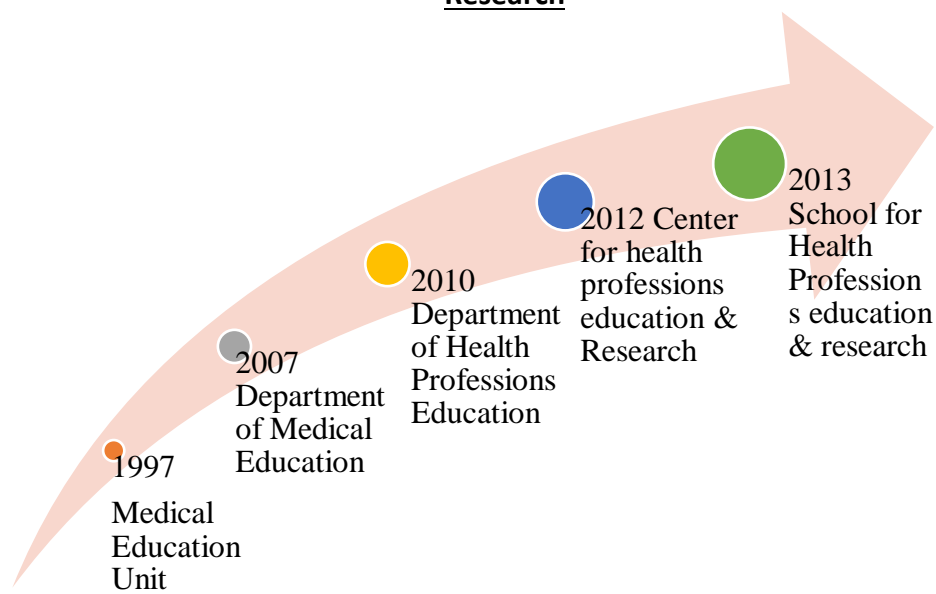 Research
1997
Medical
Education
Unit
2007
Department
of Medical
Education
2010
Department
of Health
Professions
Education
2012 Center
for health
professions
education &
Research
2013
School for
Health
Profession
s education
& research